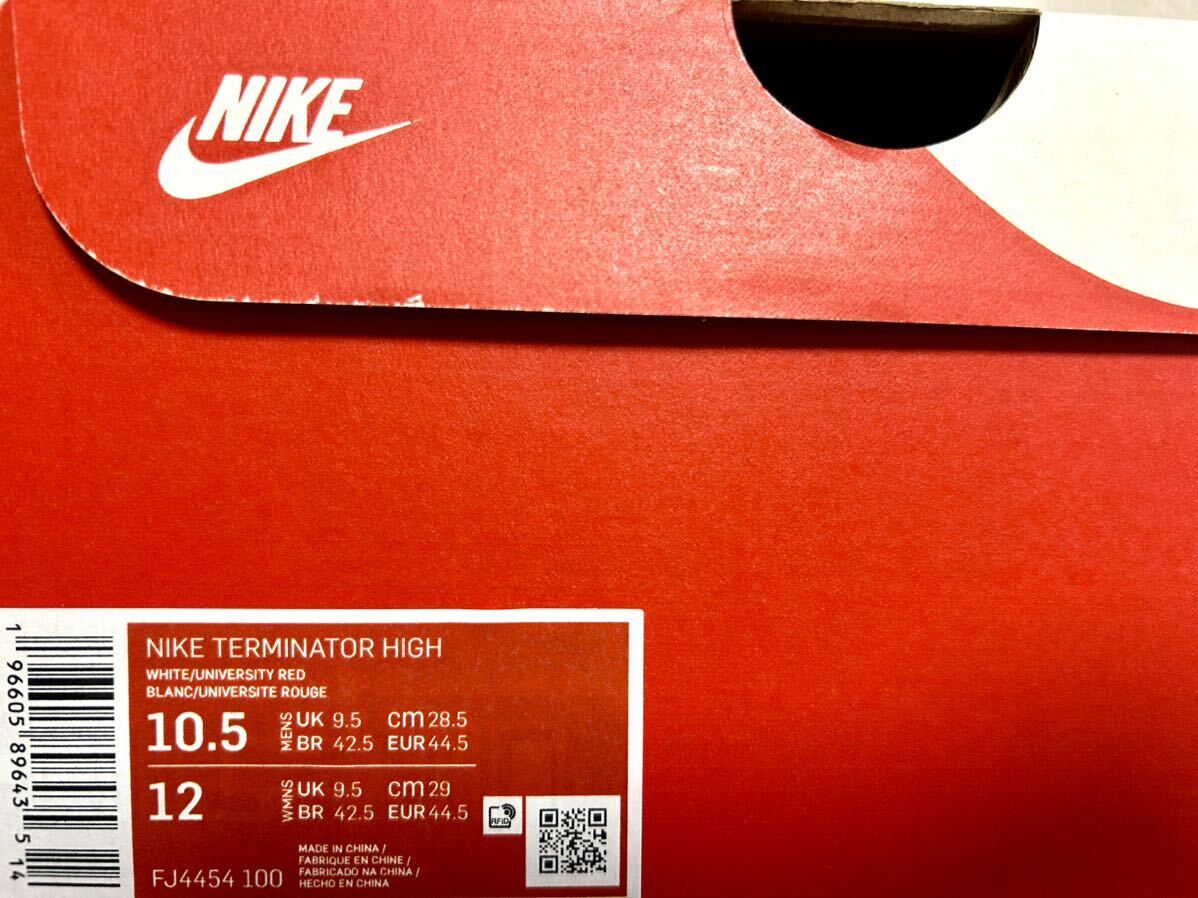 NIKE
NIKE TERMINATOR HIGH
WHITE/UNIVERSITY RED
BLANC/UNIVERSITE ROUGE
10.5 MENS UK 9.5 cm 28.5
BR 42.5 EUR 44.5
12 WMNS UK 9.5 cm 29
BR 42.5 EUR 44.5
RFID
FJ4454 100
MADE IN CHINA /
FABRIQUE EN CHINE /
FABRICADO NA CHINA /
HECHO EN CHINA
1 96605 89643 5 14